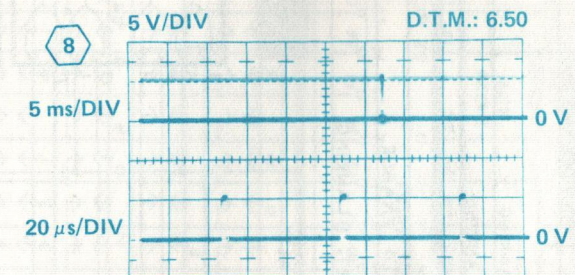 5 V/DIV D.T.M.: 6.50
8
5 ms/DIV 0 V
20 μs/DIV 0 V